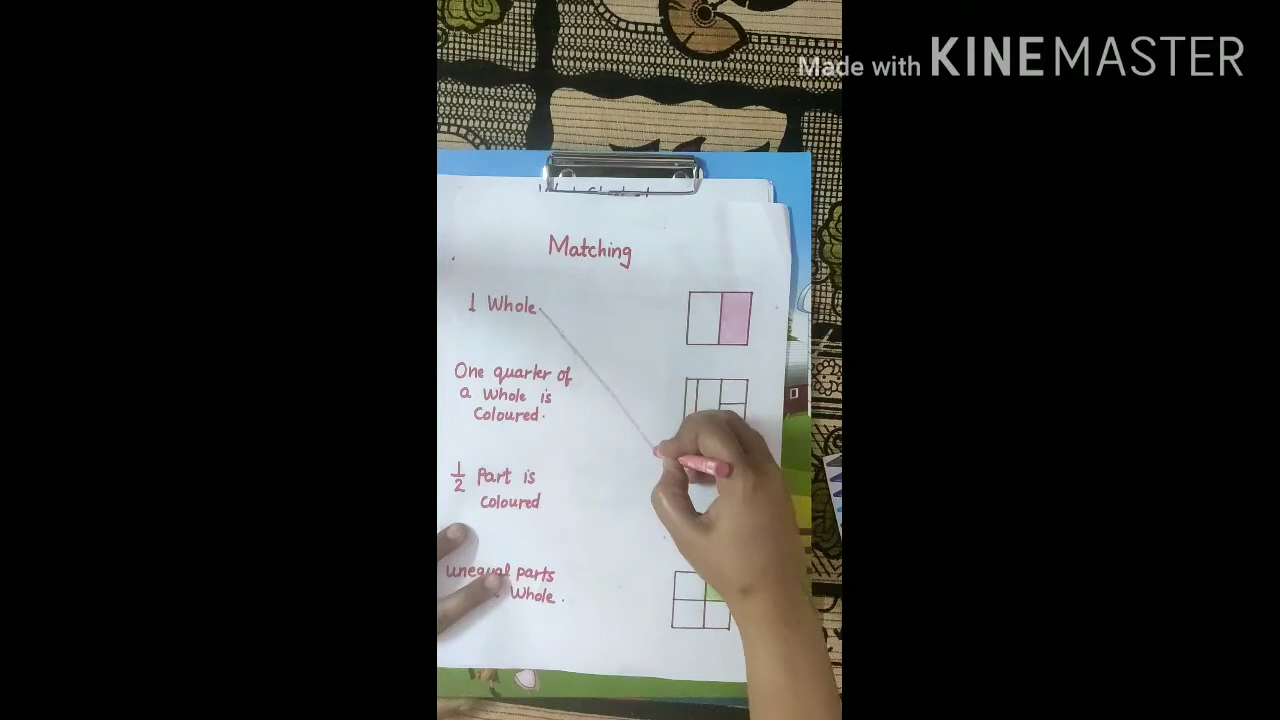 Made with KINEMASTER
Matching
1 Whole
One quarter of
a whole is
Coloured.
1/2 Part is
coloured
unequal parts
Whole.